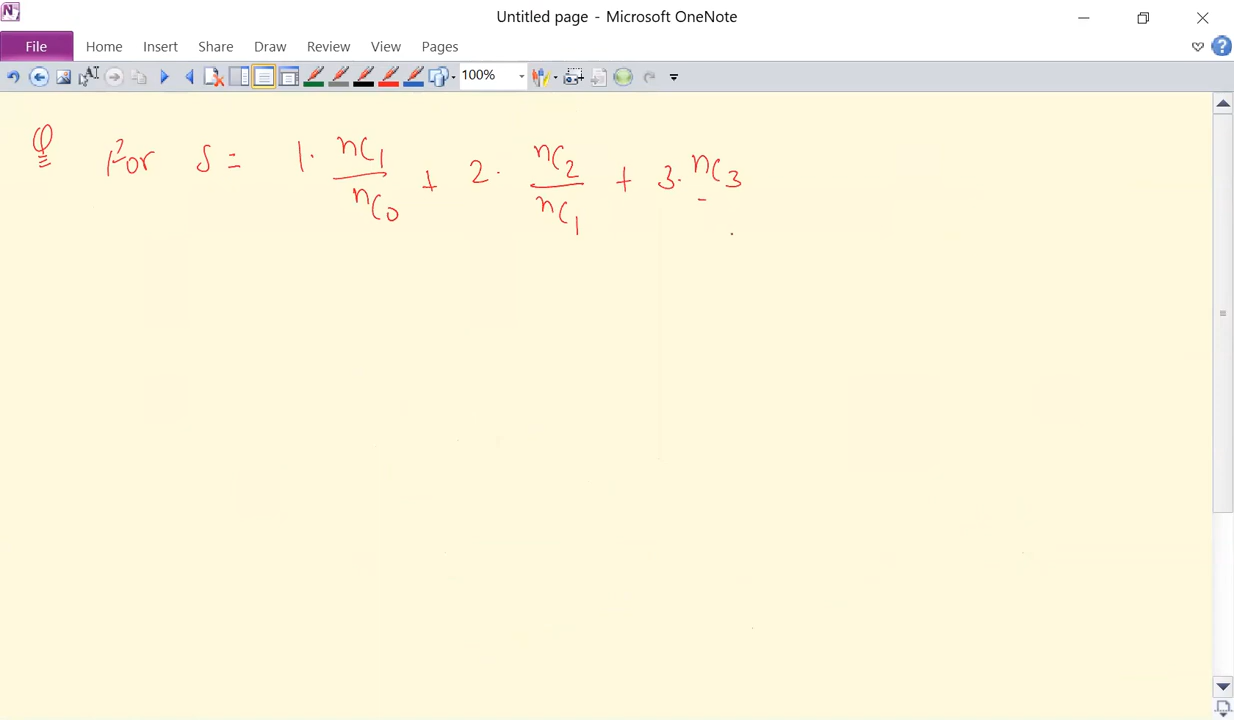 Untitled page - Microsoft OneNote
File Home Insert Share Draw Review View Pages
100%
Q For S = 1. nC1 / nC0 + 2. nC2 / nC1 + 3. nC3